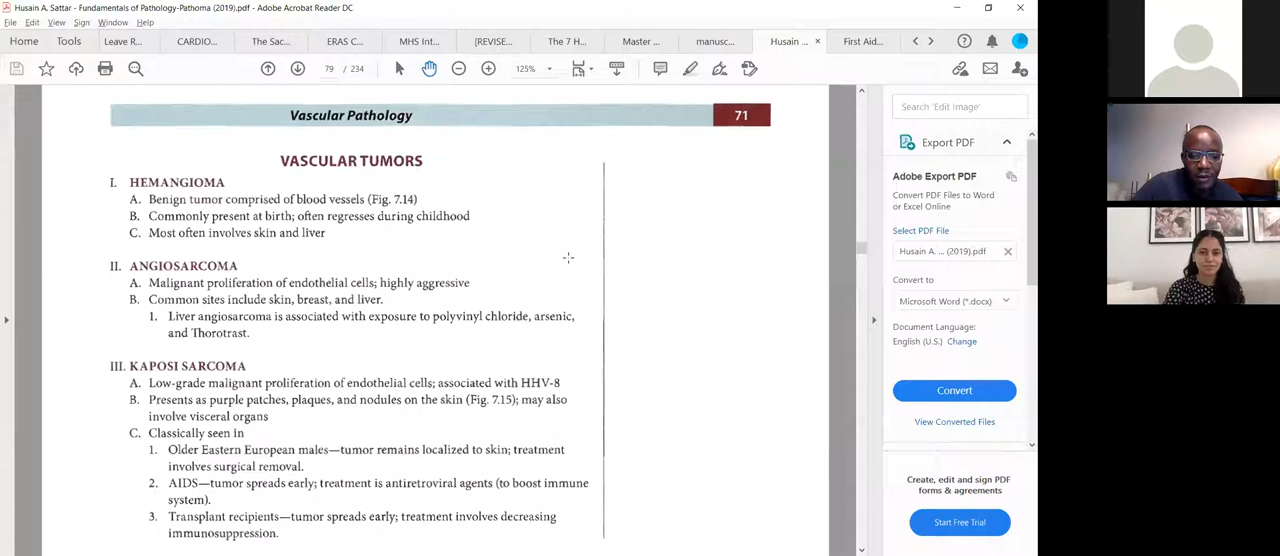 Husain A. Sattar - Fundamentals of Pathology-Pathoma (2019).pdf - Adobe Acrobat Reader DC
File Edit View Sign Window Help
Home Tools Leave R... CARDIO... The Sac... ERAS C... MHS Int... [REVISE... The 7 H... Master ... manusc... Husain ... × First Aid...
79 / 234 125%
Vascular Pathology 71
VASCULAR TUMORS
I. HEMANGIOMA
A. Benign tumor comprised of blood vessels (Fig. 7.14)
B. Commonly present at birth; often regresses during childhood
C. Most often involves skin and liver
II. ANGIOSARCOMA
A. Malignant proliferation of endothelial cells; highly aggressive
B. Common sites include skin, breast, and liver.
1. Liver angiosarcoma is associated with exposure to polyvinyl chloride, arsenic,
and Thorotrast.
III. KAPOSI SARCOMA
A. Low-grade malignant proliferation of endothelial cells; associated with HHV-8
B. Presents as purple patches, plaques, and nodules on the skin (Fig. 7.15); may also
involve visceral organs
C. Classically seen in
1. Older Eastern European males—tumor remains localized to skin; treatment
involves surgical removal.
2. AIDS—tumor spreads early; treatment is antiretroviral agents (to boost immune
system).
3. Transplant recipients—tumor spreads early; treatment involves decreasing
immunosuppression.
Search 'Edit Image'
Export PDF
Adobe Export PDF
Convert PDF Files to Word
or Excel Online
Select PDF File
Husain A. ... (2019).pdf
Convert to
Microsoft Word (*.docx)
Document Language:
English (U.S.) Change
Convert
View Converted Files
Create, edit and sign PDF
forms & agreements
Start Free Trial